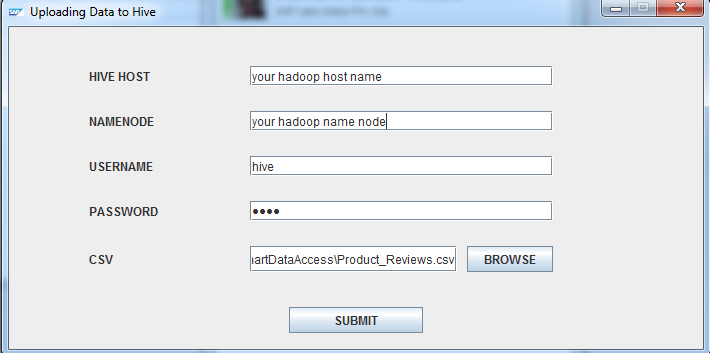 SAP Uploading Data to Hive
HIVE HOST your hadoop host name
NAMENODE your hadoop name node
USERNAME hive
PASSWORD ●●●●
CSV artDataAccess\Product_Reviews.csv BROWSE
SUBMIT